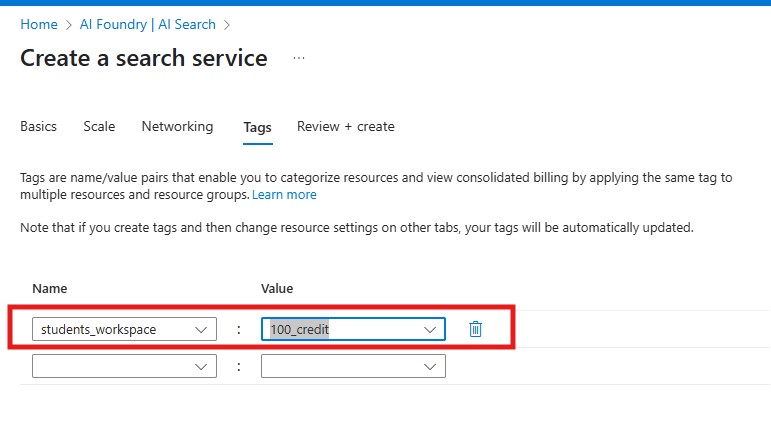 Home > AI Foundry | AI Search >
Create a search service ...
Basics Scale Networking Tags Review + create
Tags are name/value pairs that enable you to categorize resources and view consolidated billing by applying the same tag to
multiple resources and resource groups. Learn more
Note that if you create tags and then change resource settings on other tabs, your tags will be automatically updated.
Name Value
students_workspace : 100_credit
: